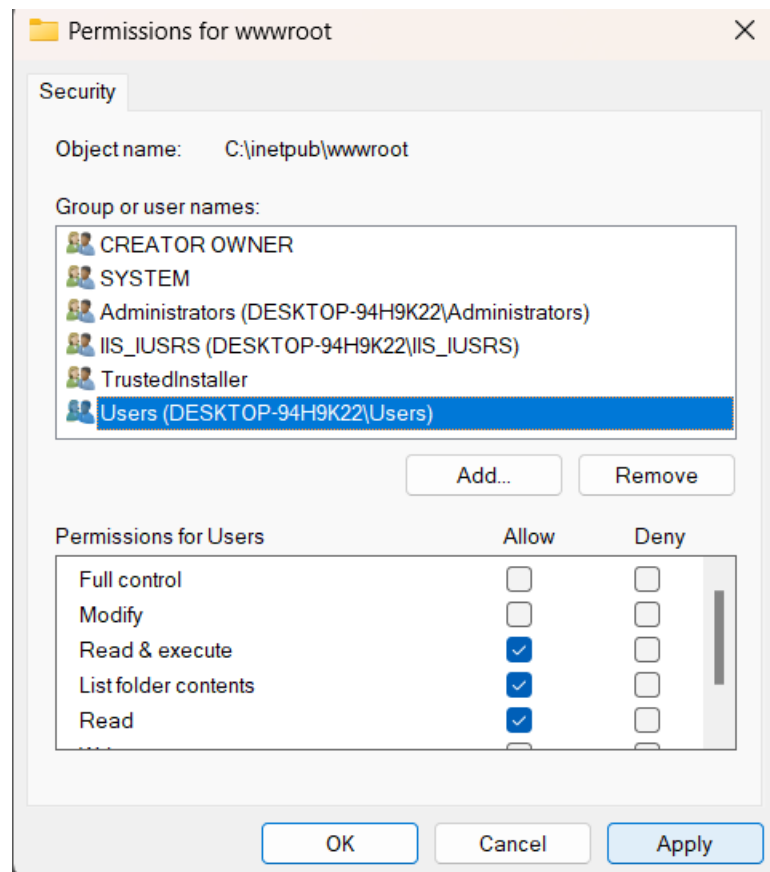 Permissions for wwwroot
Security
Object name: C:\inetpub\wwwroot
Group or user names:
CREATOR OWNER
SYSTEM
Administrators (DESKTOP-94H9K22\Administrators)
IIS_IUSRS (DESKTOP-94H9K22\IIS_IUSRS)
TrustedInstaller
Users (DESKTOP-94H9K22\Users)
Add... Remove
Permissions for Users Allow Deny
Full control
Modify
Read & execute
List folder contents
Read
OK Cancel Apply